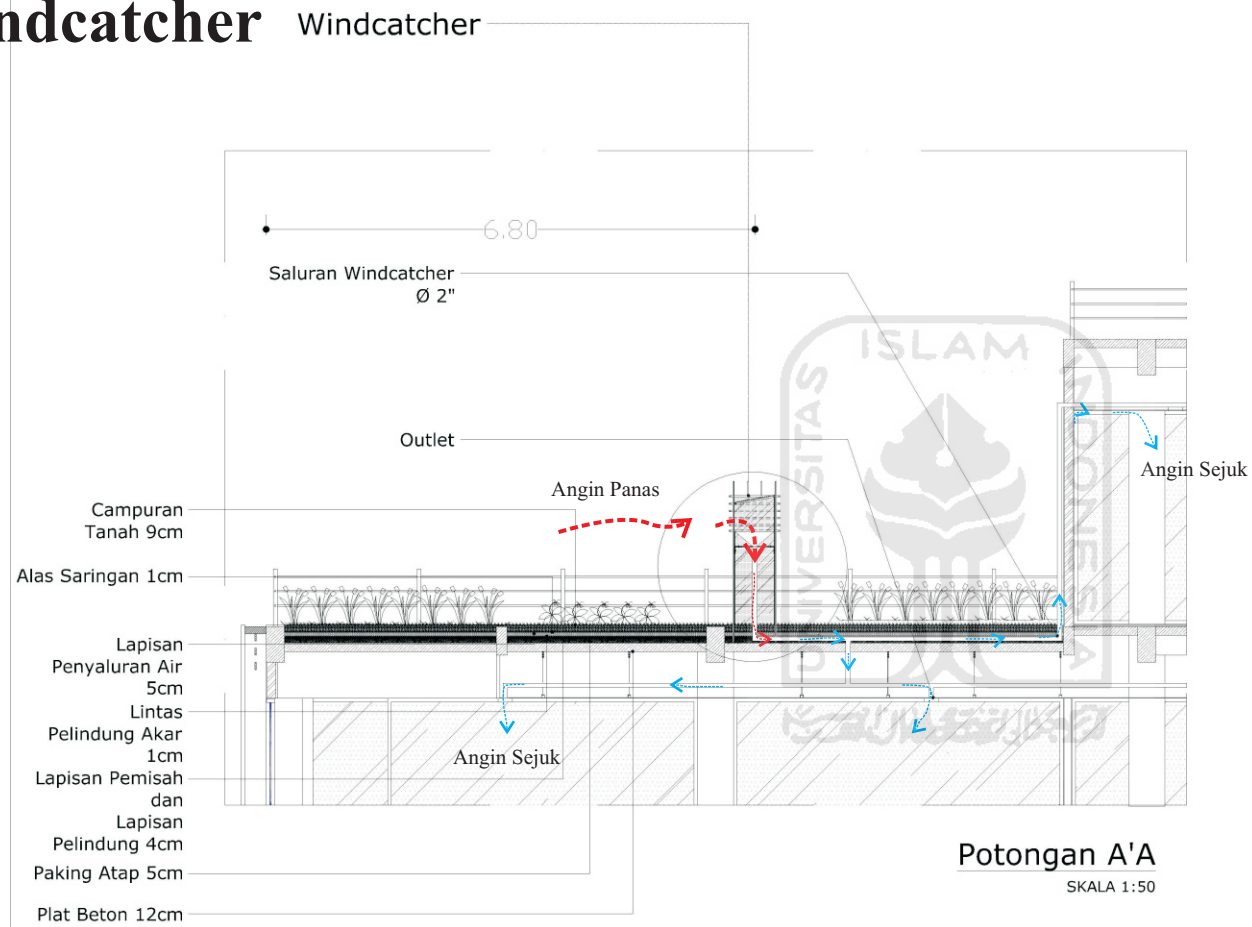 ndcatcher
Windcatcher
6.80
Saluran Windcatcher
Ø 2"
Outlet
Angin Panas
Angin Sejuk
Campuran
Tanah 9cm
Alas Saringan 1cm
Lapisan
Penyaluran Air
5cm
Lintas
Pelindung Akar
1cm
Lapisan Pemisah
dan
Lapisan
Pelindung 4cm
Paking Atap 5cm
Plat Beton 12cm
Angin Sejuk
Potongan A'A
SKALA 1:50
UNIVERSITAS
ISLAM
INDONESIA